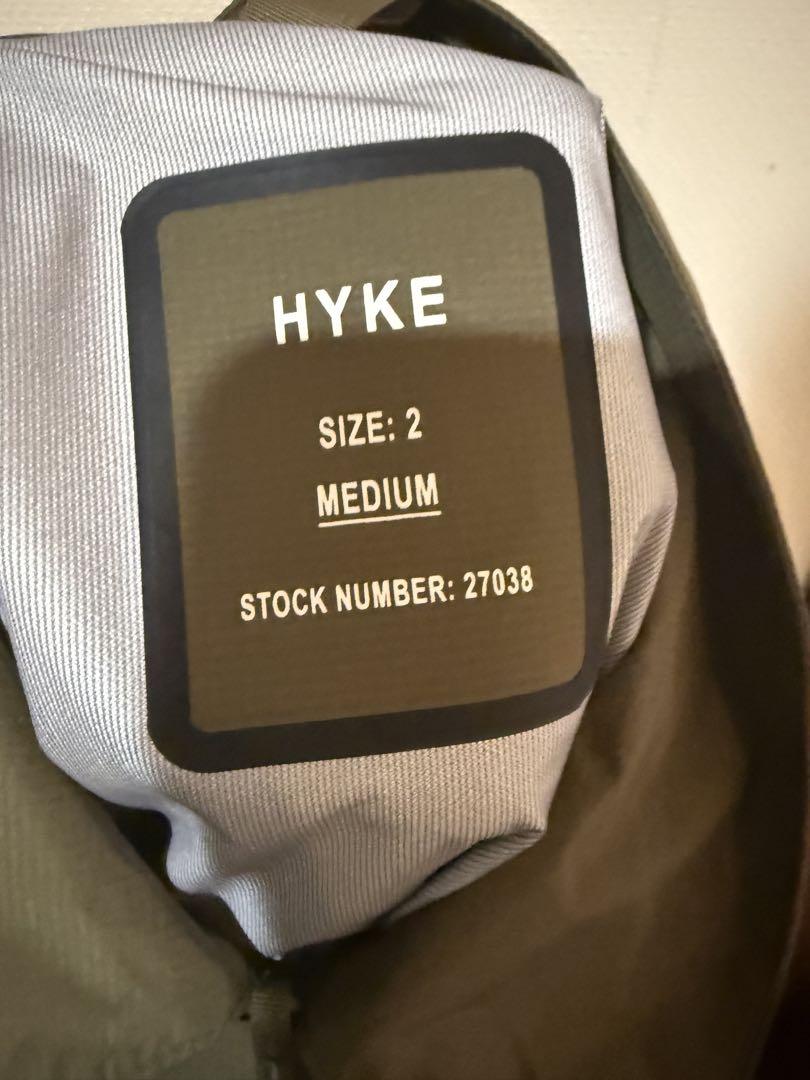 HYKE
SIZE: 2
MEDIUM
STOCK NUMBER: 27038